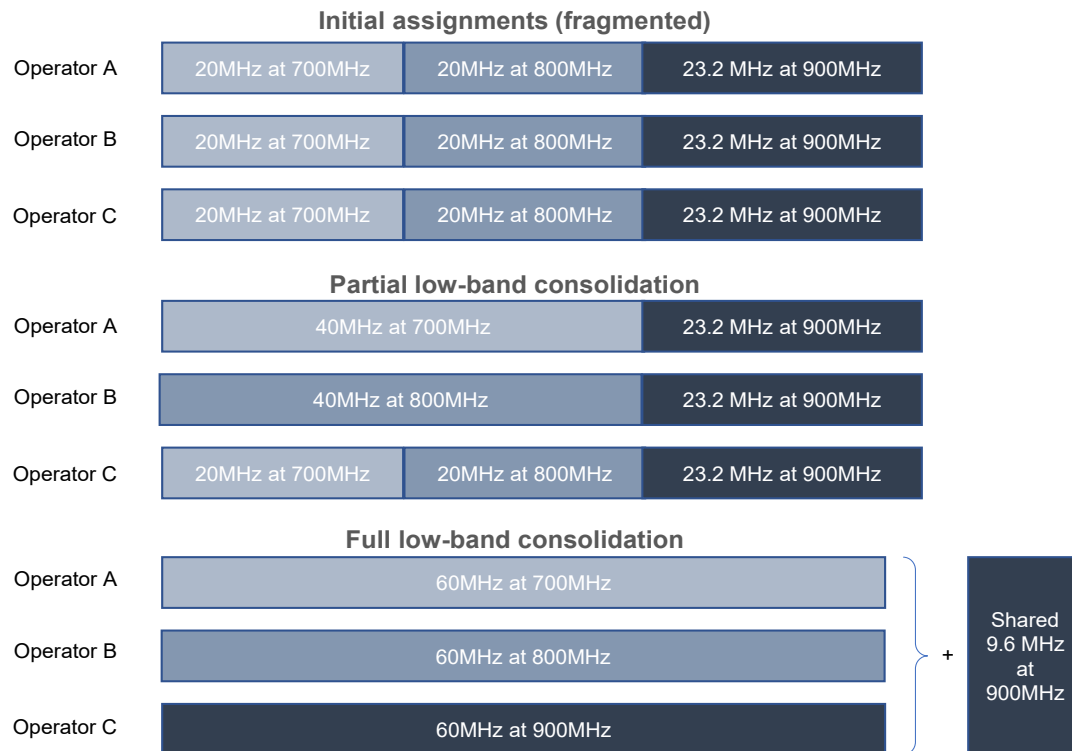 Initial assignments (fragmented)
Operator A
20MHz at 700MHz
20MHz at 800MHz
23.2 MHz at 900MHz
Operator B
20MHz at 700MHz
20MHz at 800MHz
23.2 MHz at 900MHz
Operator C
20MHz at 700MHz
20MHz at 800MHz
23.2 MHz at 900MHz
Partial low-band consolidation
Operator A
40MHz at 700MHz
23.2 MHz at 900MHz
Operator B
40MHz at 800MHz
23.2 MHz at 900MHz
Operator C
20MHz at 700MHz
20MHz at 800MHz
23.2 MHz at 900MHz
Full low-band consolidation
Operator A
60MHz at 700MHz
Operator B
60MHz at 800MHz
Operator C
60MHz at 900MHz
+
Shared
9.6 MHz
at
900MHz